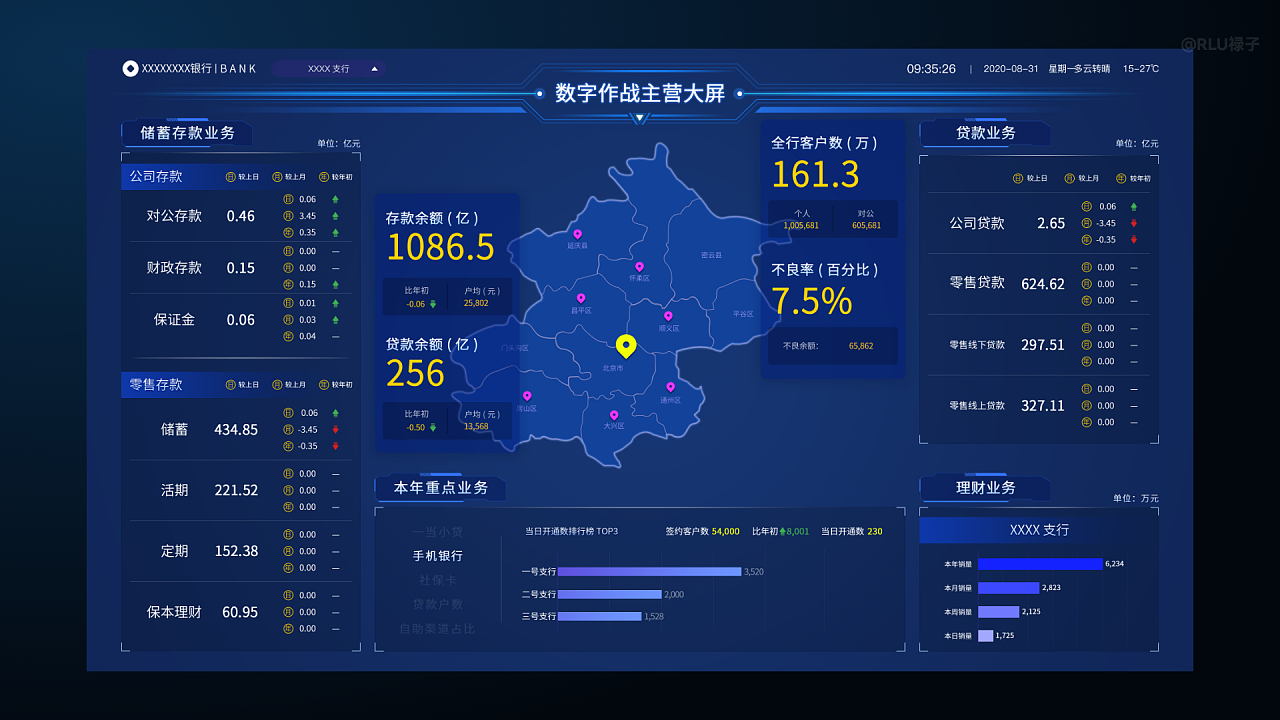 @RLU禄子
XXXXXXXX银行 | BANK
XXXX 支行
数字作战主营大屏
09:35:26 | 2020-08-31 星期一多云转晴 15-27℃
储蓄存款业务
单位：亿元
公司存款 日 较上日 月 较上月 年 较年初
对公存款 0.46
日 0.06
月 3.45
年 0.35
财政存款 0.15
日 0.00 —
月 0.00 —
年 0.15
保证金 0.06
日 0.01
月 0.03
年 0.04 —
零售存款 日 较上日 月 较上月 年 较年初
储蓄 434.85
日 0.06
月 -3.45
年 -0.35
活期 221.52
日 0.00 —
月 0.00 —
年 0.00 —
定期 152.38
日 0.00 —
月 0.00 —
年 0.00 —
保本理财 60.95
日 0.00 —
月 0.00 —
年 0.00 —
存款余额 ( 亿 )
1086.5
比年初 户均 ( 元 )
-0.06 25,802
贷款余额 ( 亿 )
256
比年初 户均 ( 元 )
-0.50 13,568
延庆县
怀柔区
密云县
昌平区
顺义区
平谷区
门头沟区
北京市
房山区
通州区
大兴区
全行客户数 ( 万 )
161.3
个人 对公
1,005,681 605,681
不良率 ( 百分比 )
7.5%
不良余额： 65,862
本年重点业务
一当小贷
手机银行
社保卡
贷款户数
自助渠道占比
当日开通数排行榜 TOP3 签约客户数 54,000 比年初 8,001 当日开通数 230
一号支行 3,520
二号支行 2,000
三号支行 1,528
贷款业务
单位：亿元
日 较上日 月 较上月 年 较年初
公司贷款 2.65
日 0.06
月 -3.45
年 -0.35
零售贷款 624.62
日 0.00 —
月 0.00 —
年 0.00 —
零售线下贷款 297.51
日 0.00 —
月 0.00 —
年 0.00 —
零售线上贷款 327.11
日 0.00 —
月 0.00 —
年 0.00 —
理财业务
单位：万元
XXXX 支行
本年销量 6,234
本月销量 2,823
本周销量 2,125
本日销量 1,725